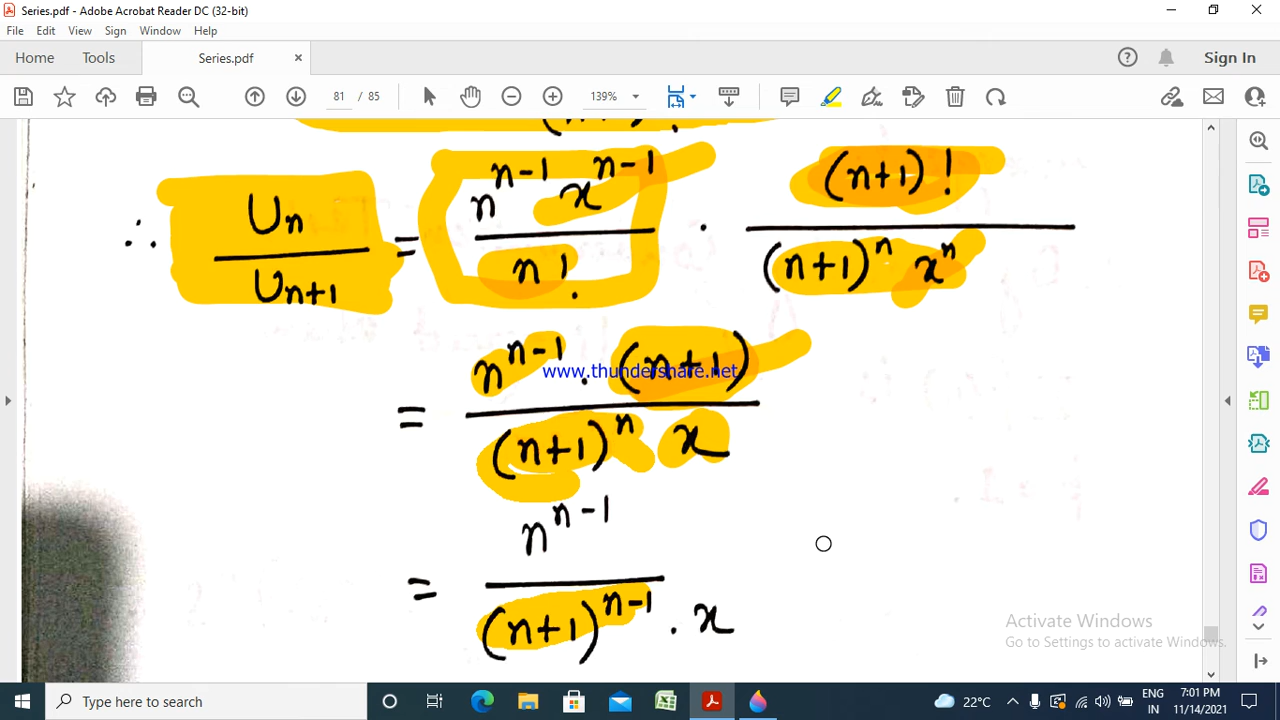 Series.pdf - Adobe Acrobat Reader DC (32-bit)
File Edit View Sign Window Help
Home Tools Series.pdf × Sign In
81 / 85 139%
∴ Un / Un+1 = n^(n-1) x^(n-1) / n! · (n+1)! / (n+1)^n x^n
= n^(n-1) · (n+1) / (n+1)^n x
www.thundershare.net
= n^(n-1) / (n+1)^(n-1) · x
Activate Windows
Go to Settings to activate Windows.
Type here to search
22°C ENG IN 7:01 PM 11/14/2021